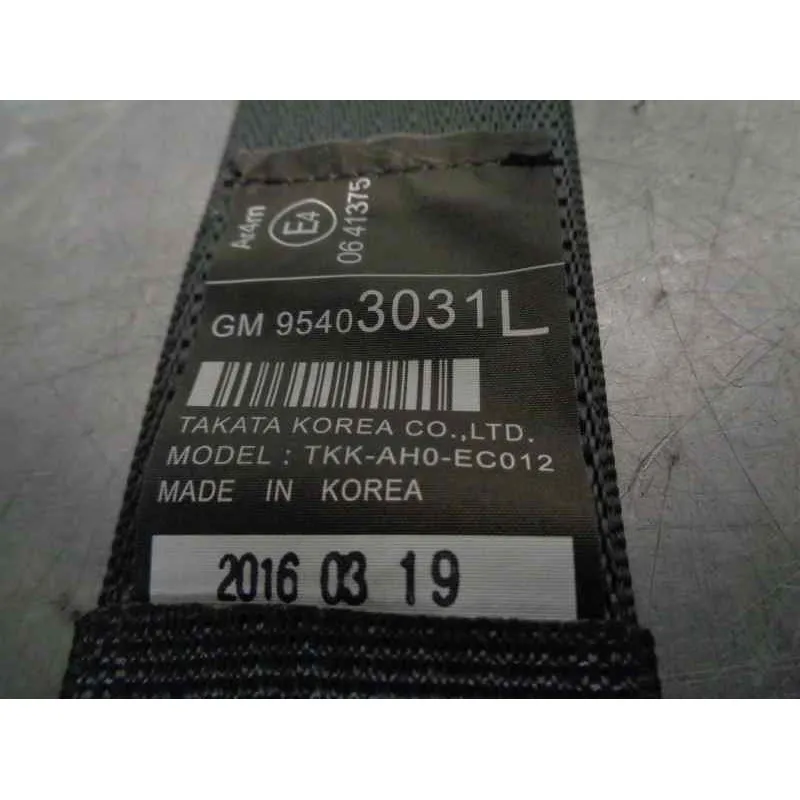 Ar4m
E4
06 41375
GM 95403031L
TAKATA KOREA CO.,LTD.
MODEL : TKK-AH0-EC012
MADE IN KOREA
2016 03 19